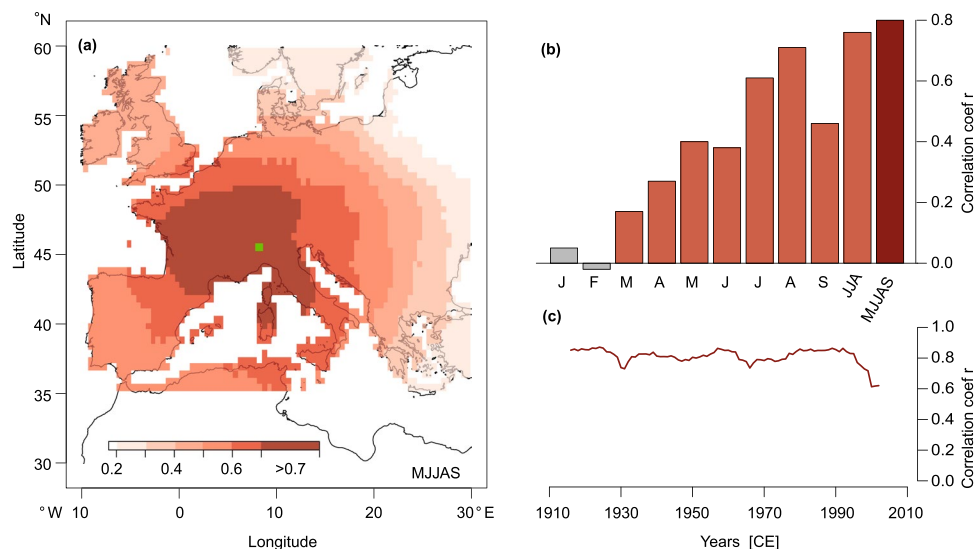 °N
(a)
60
55
50
45
40
35
30
Latitude
0.2 0.4 0.6 >0.7
MJJAS
10 0 10 20 30
°W °E
Longitude
(b)
0.8
0.6
0.4
0.2
0.0
Correlation coef r
J F M A M J J A S JJA MJJAS
(c)
1.0
0.8
0.6
0.4
0.2
0.0
Correlation coef r
1910 1930 1950 1970 1990 2010
Years [CE]